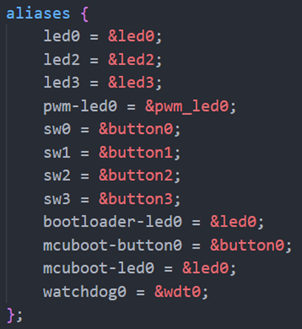 aliases {
led0 = &led0;
led2 = &led2;
led3 = &led3;
pwm-led0 = &pwm_led0;
sw0 = &button0;
sw1 = &button1;
sw2 = &button2;
sw3 = &button3;
bootloader-led0 = &led0;
mcuboot-button0 = &button0;
mcuboot-led0 = &led0;
watchdog0 = &wdt0;
};